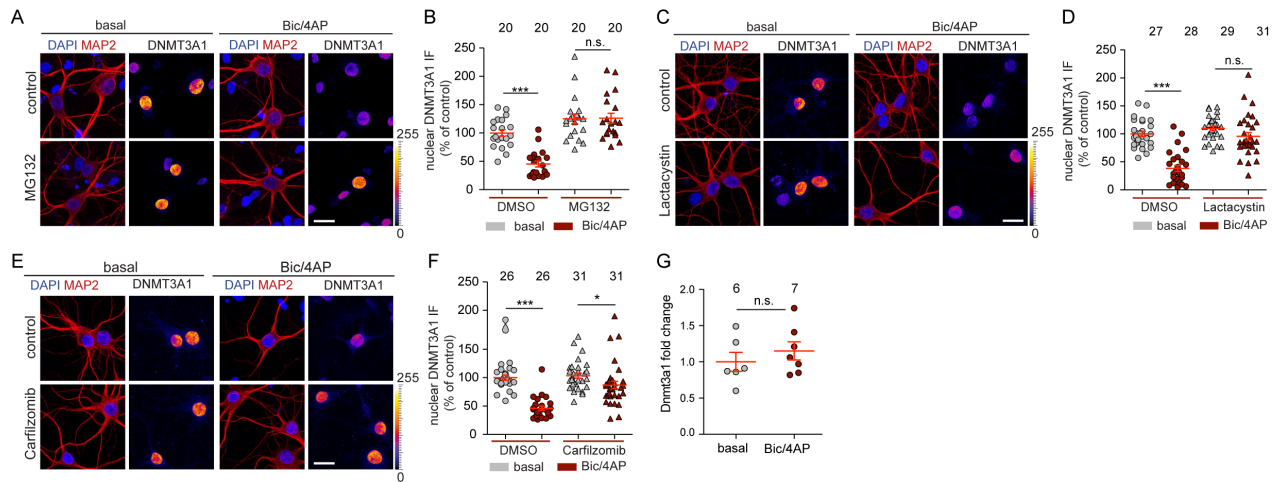 A
basal
Bic/4AP
DAPI MAP2
DNMT3A1
DAPI MAP2
DNMT3A1
control
MG132
255
0
B
20 20 20 20
n.s.
***
nuclear DNMT3A1 IF
(% of control)
250
200
150
100
50
0
DMSO
MG132
basal
Bic/4AP
C
basal
Bic/4AP
DAPI MAP2
DNMT3A1
DAPI MAP2
DNMT3A1
control
Lactacystin
255
0
D
27 28 29 31
n.s.
***
nuclear DNMT3A1 IF
(% of control)
250
200
150
100
50
0
DMSO
Lactacystin
basal
Bic/4AP
E
basal
Bic/4AP
DAPI MAP2
DNMT3A1
DAPI MAP2
DNMT3A1
control
Carfilzomib
255
0
F
26 26 31 31
***
*
nuclear DNMT3A1 IF
(% of control)
250
200
150
100
50
0
DMSO
Carfilzomib
basal
Bic/4AP
G
6 7
n.s.
Dnmt3a1 fold change
2.0
1.5
1.0
0.5
0.0
basal
Bic/4AP